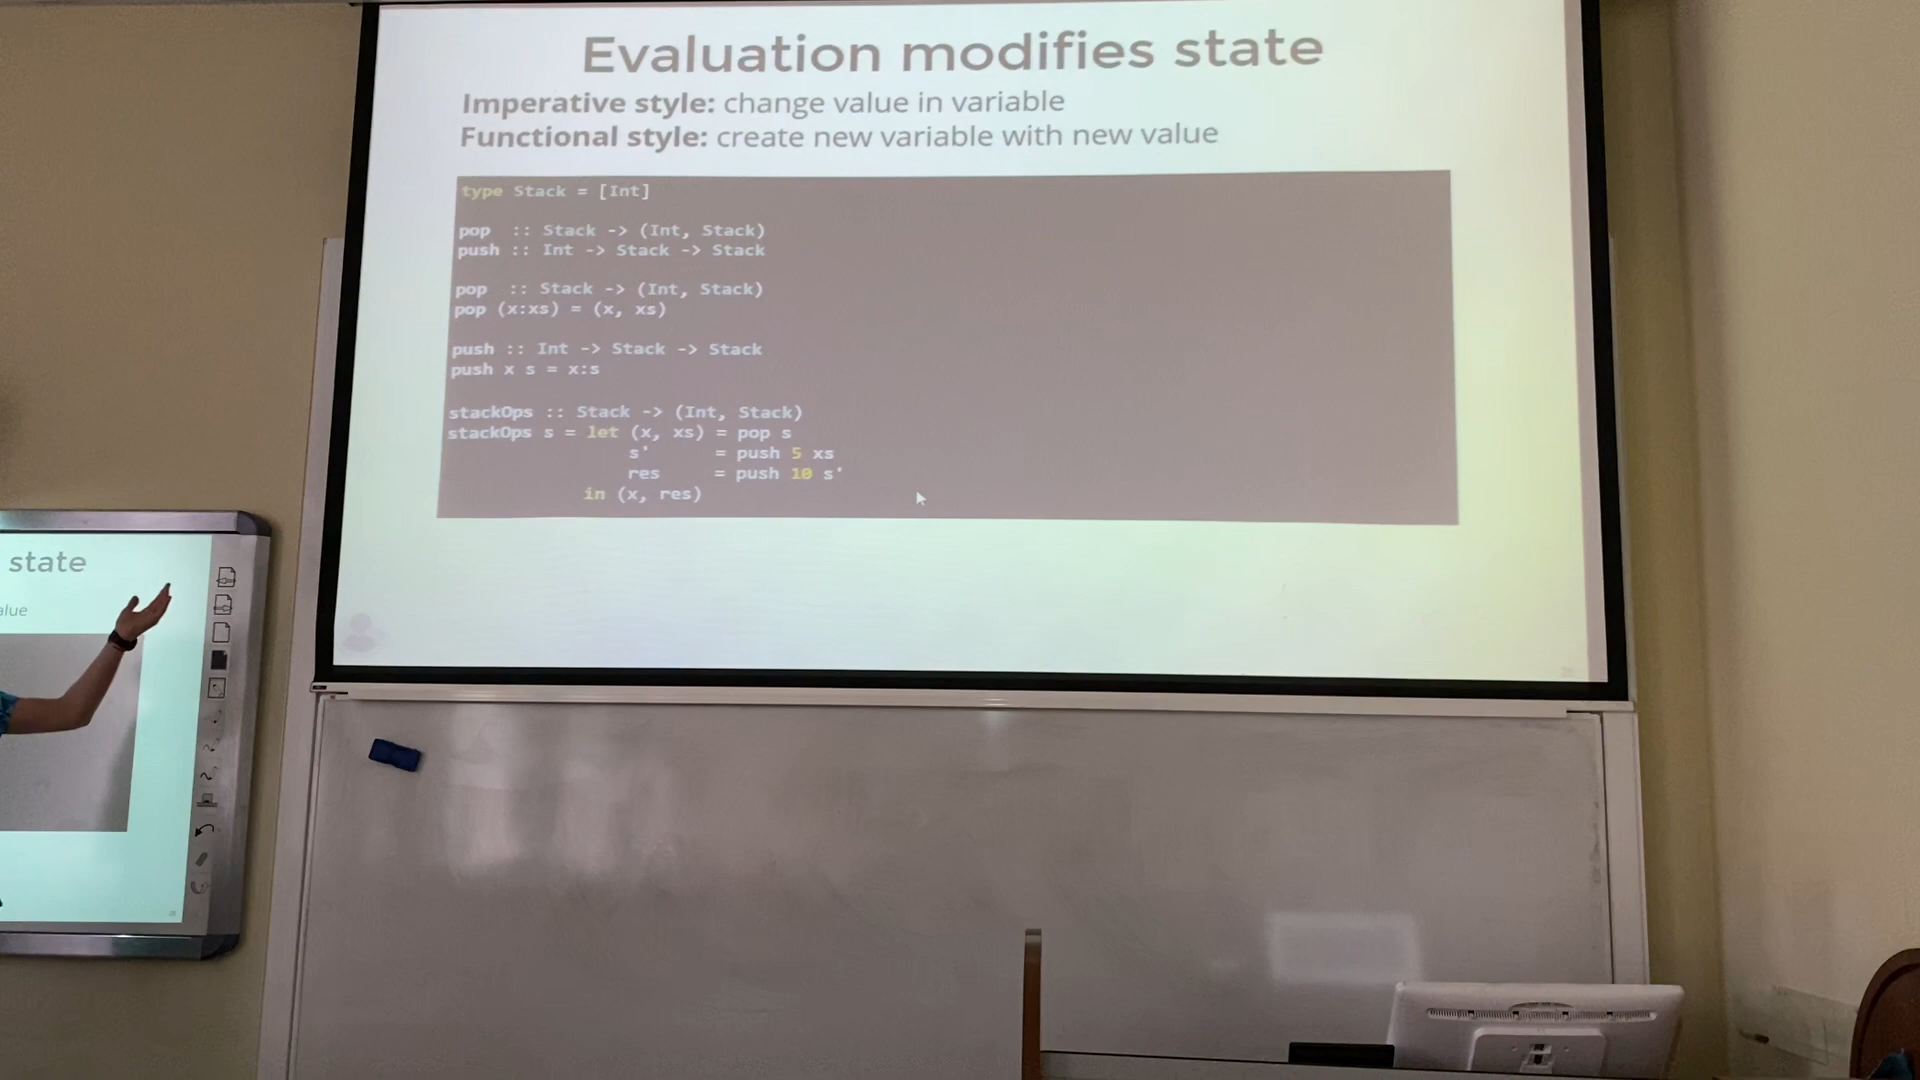 Evaluation modifies state
Imperative style: change value in variable
Functional style: create new variable with new value
type Stack = [Int]
pop  :: Stack -> (Int, Stack)
push :: Int -> Stack -> Stack
pop  :: Stack -> (Int, Stack)
pop (x:xs) = (x, xs)
push :: Int -> Stack -> Stack
push x s = x:s
stackOps :: Stack -> (Int, Stack)
stackOps s = let (x, xs) = pop s
s'      = push 5 xs
res     = push 10 s'
in (x, res)
state
alue